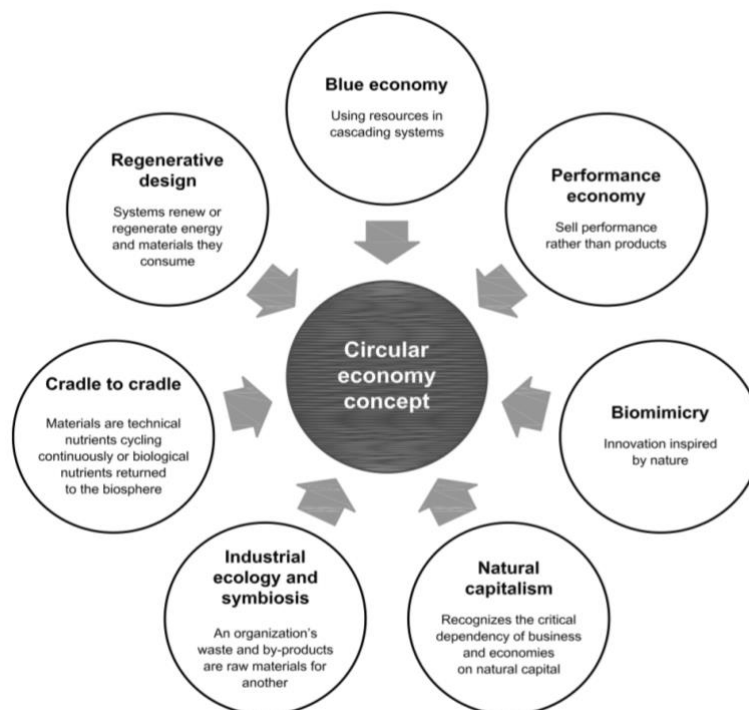 Blue economy
Using resources in
cascading systems
Regenerative
design
Systems renew or
regenerate energy
and materials they
consume
Performance
economy
Sell performance
rather than products
Circular
economy
concept
Cradle to cradle
Materials are technical
nutrients cycling
continuously or biological
nutrients returned
to the biosphere
Biomimicry
Innovation inspired
by nature
Industrial
ecology and
symbiosis
An organization's
waste and by-products
are raw materials for
another
Natural
capitalism
Recognizes the critical
dependency of business
and economies
on natural capital